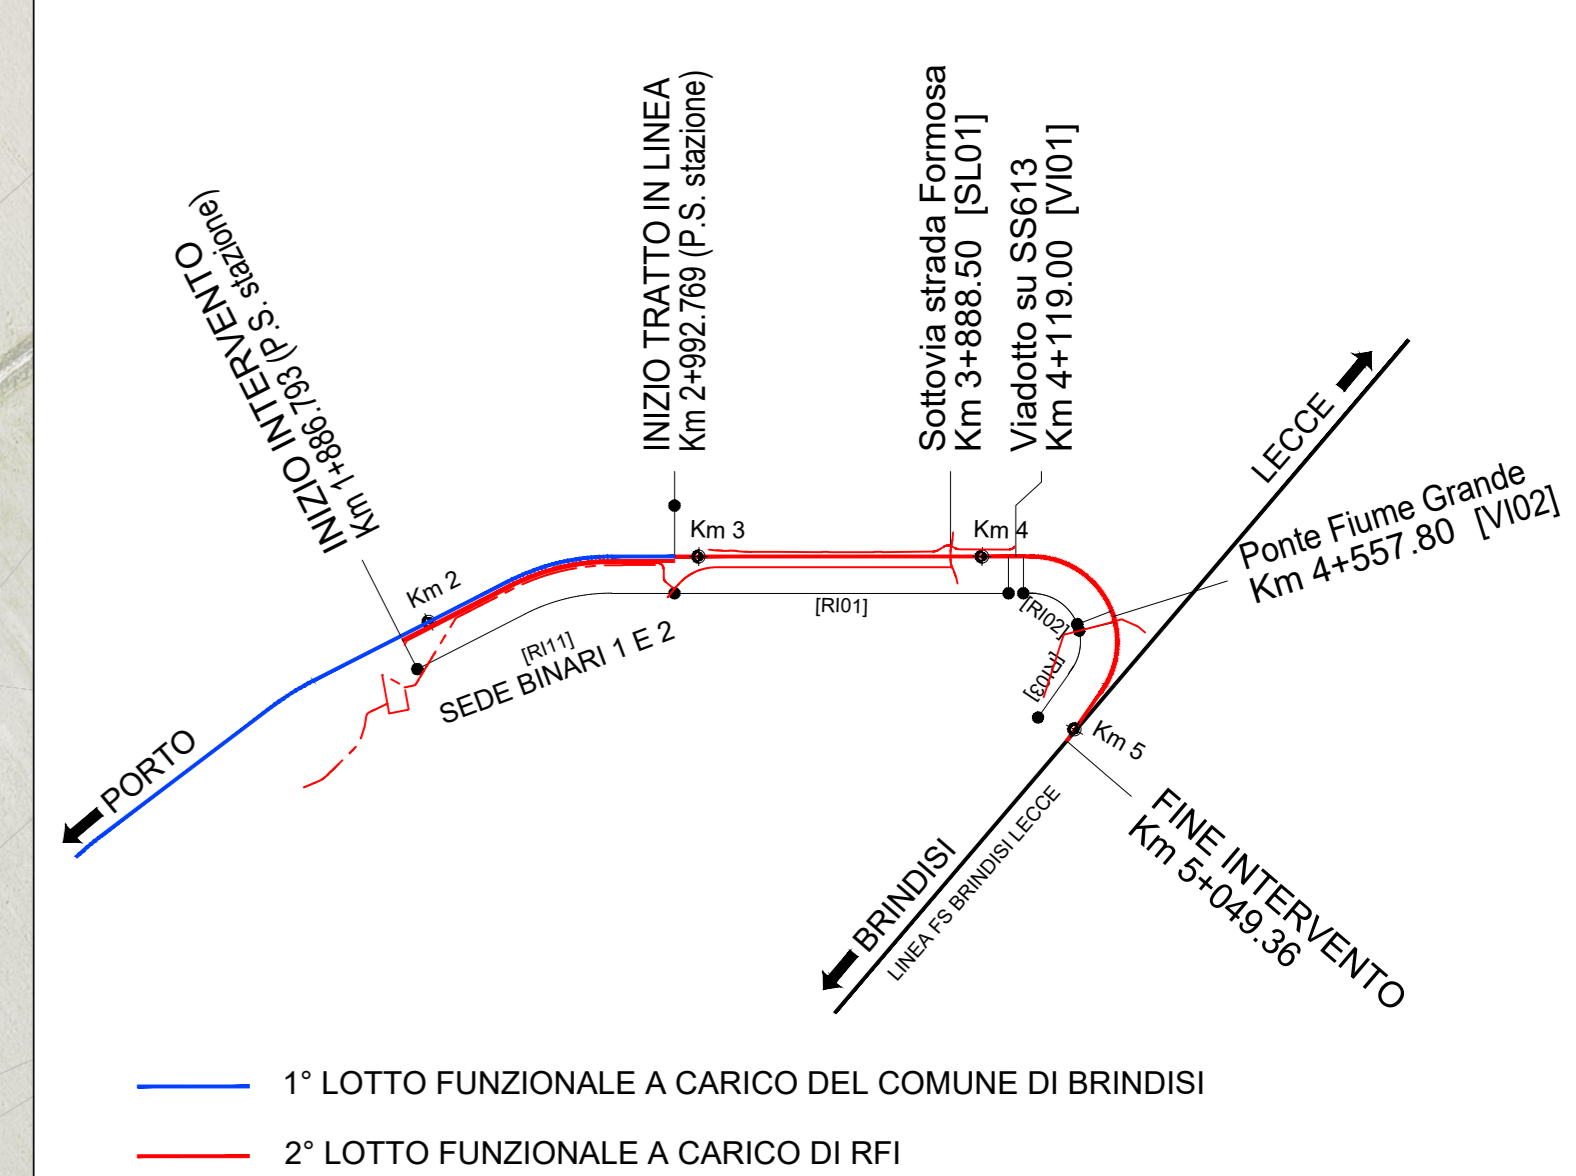 INIZIO INTERVENTO
Km 1+886.793 (P.S. stazione)
INIZIO TRATTO IN LINEA
Km 2+992.769 (P.S. stazione)
Sottovia strada Formosa
Km 3+888.50 [SL01]
Viadotto su SS613
Km 4+119.00 [VI01]
LECCE
Ponte Fiume Grande
Km 4+557.80 [VI02]
Km 2
Km 3
Km 4
[RI11]
SEDE BINARI 1 E 2
[RI01]
[RI02]
[RI03]
Km 5
PORTO
BRINDISI
LINEA FS BRINDISI LECCE
FINE INTERVENTO
Km 5+049.36
1° LOTTO FUNZIONALE A CARICO DEL COMUNE DI BRINDISI
2° LOTTO FUNZIONALE A CARICO DI RFI